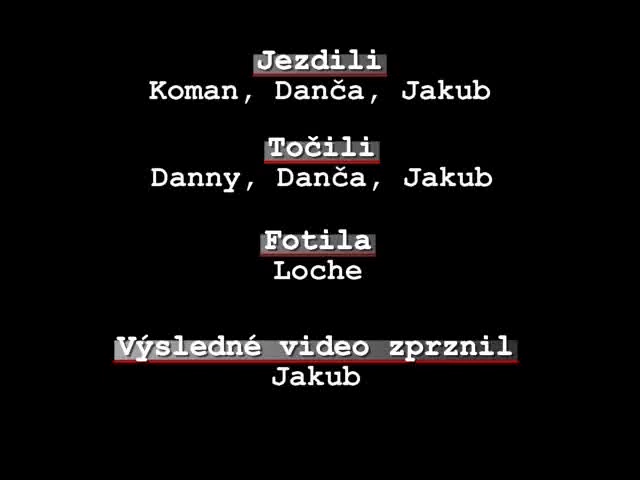 Jezdili
Koman, Danča, Jakub
Točili
Danny, Danča, Jakub
Fotila
Loche
Výsledné video zprznil
Jakub